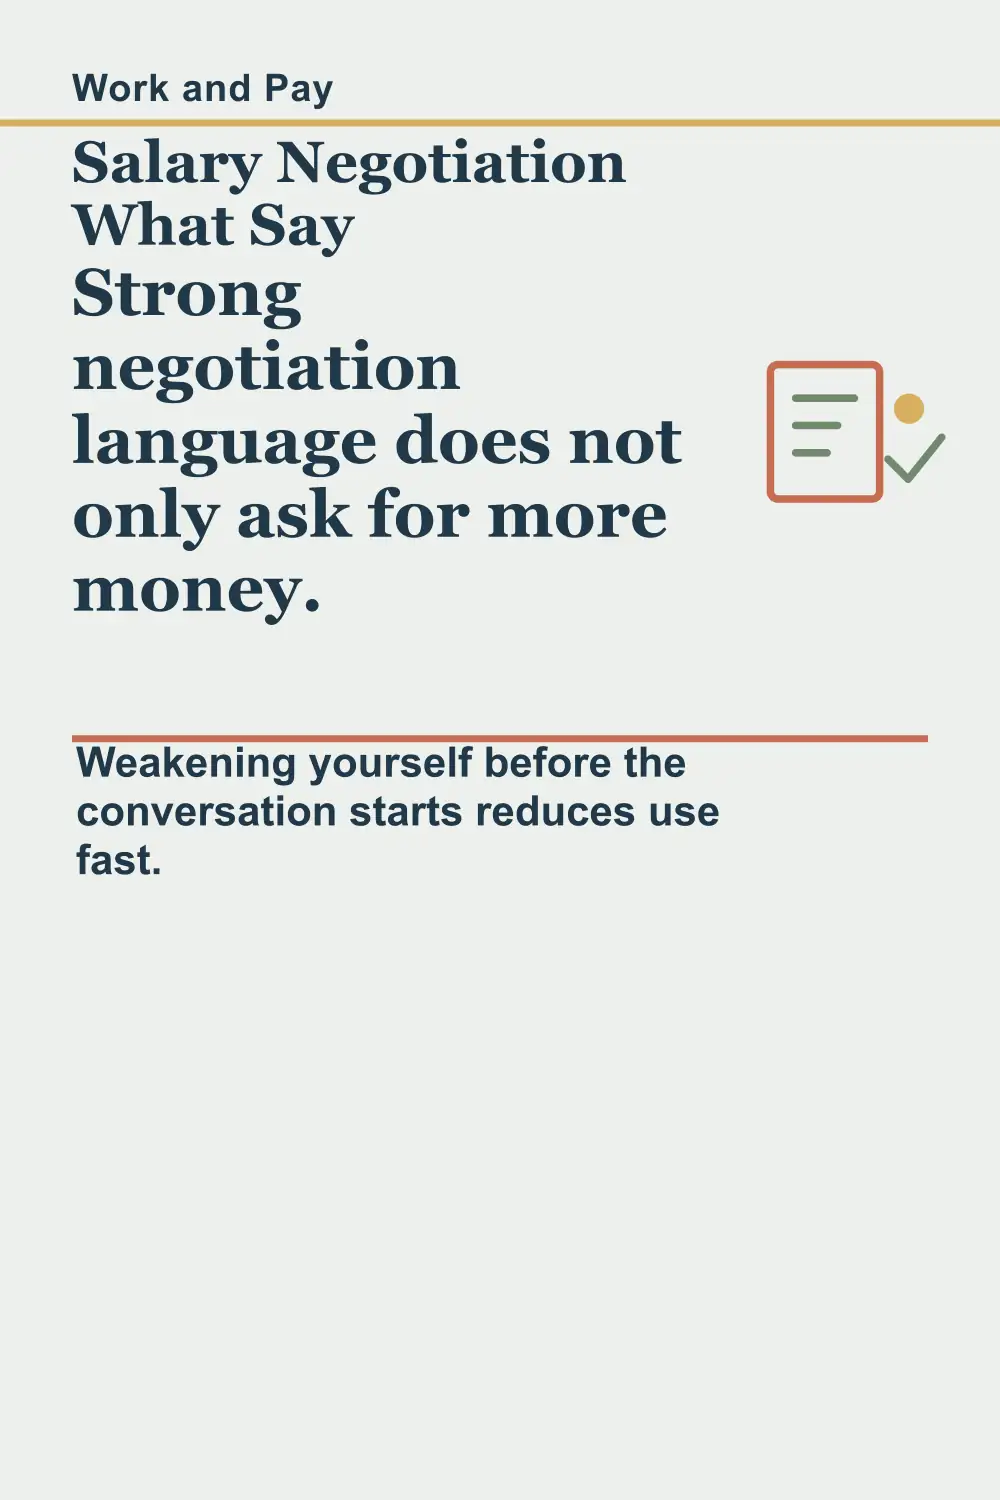 Work and Pay
Salary Negotiation
What Say
Strong
negotiation
language does not
only ask for more
money.
Weakening yourself before the
conversation starts reduces use
fast.